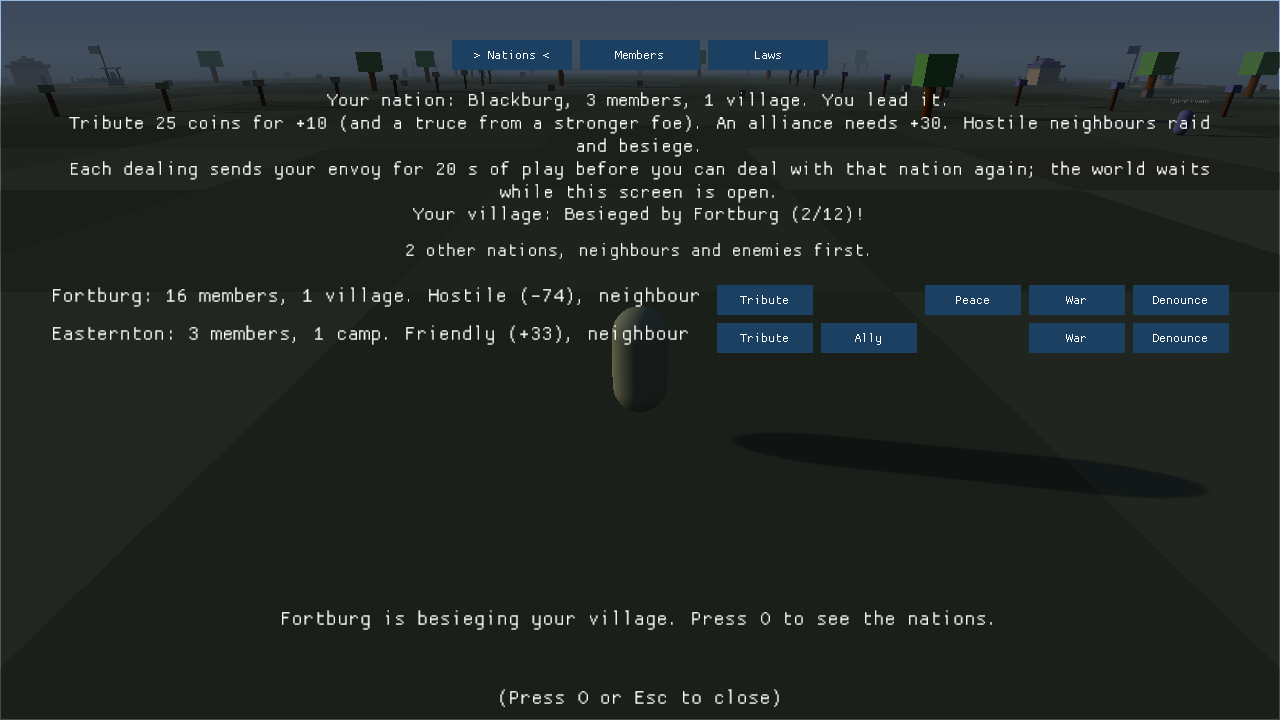 > Nations < Members Laws
Your nation: Blackburg, 3 members, 1 village. You lead it.
Tribute 25 coins for +10 (and a truce from a stronger foe). An alliance needs +30. Hostile neighbours raid
and besiege.
Each dealing sends your envoy for 20 s of play before you can deal with that nation again; the world waits
while this screen is open.
Your village: Besieged by Fortburg (2/12)!
2 other nations, neighbours and enemies first.
Fortburg: 16 members, 1 village. Hostile (-74), neighbour Tribute Peace War Denounce
Easternton: 3 members, 1 camp. Friendly (+33), neighbour Tribute Ally War Denounce
Fortburg is besieging your village. Press O to see the nations.
(Press O or Esc to close)